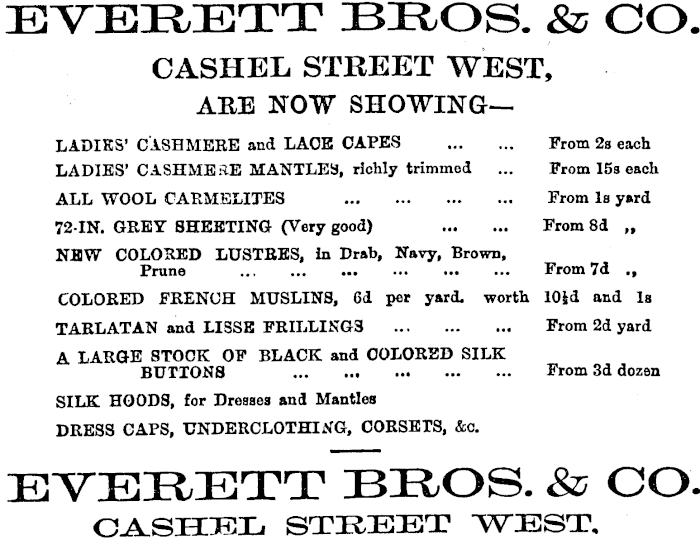 EVERETT BROS. & CO.
CASHEL STREET WEST,
ARE NOW SHOWING—
LADIES' CASHMERE and LACE CAPES ... ... From 2s each
LADIES' CASHMERE MANTLES, richly trimmed ... From 15s each
ALL WOOL CARMELITES ... ... ... ... From 1s yard
72-IN. GREY SHEETING (Very good) ... ... From 8d „
NEW COLORED LUSTRES, in Drab, Navy, Brown,
Prune ... ... ... ... ... ... From 7d „
COLORED FRENCH MUSLINS, 6d per yard. worth 10½d and 1s
TARLATAN and LISSE FRILLINGS ... ... ... From 2d yard
A LARGE STOCK OF BLACK and COLORED SILK
BUTTONS ... ... ... ... ... From 3d dozen
SILK HOODS, for Dresses and Mantles
DRESS CAPS, UNDERCLOTHING, CORSETS, &c.
EVERETT BROS. & CO.
CASHEL STREET WEST.